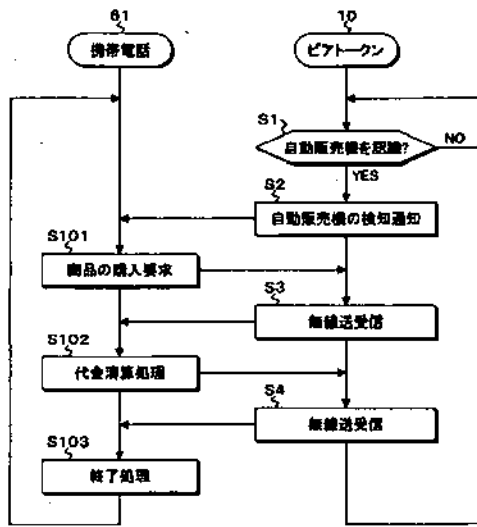 61
10
携帯電話
ピアトークン
S1
自動販売機を認識?
NO
YES
S2
自動販売機の検知通知
S101
商品の購入要求
S3
無線送受信
S102
代金清算処理
S4
無線送受信
S103
終了処理